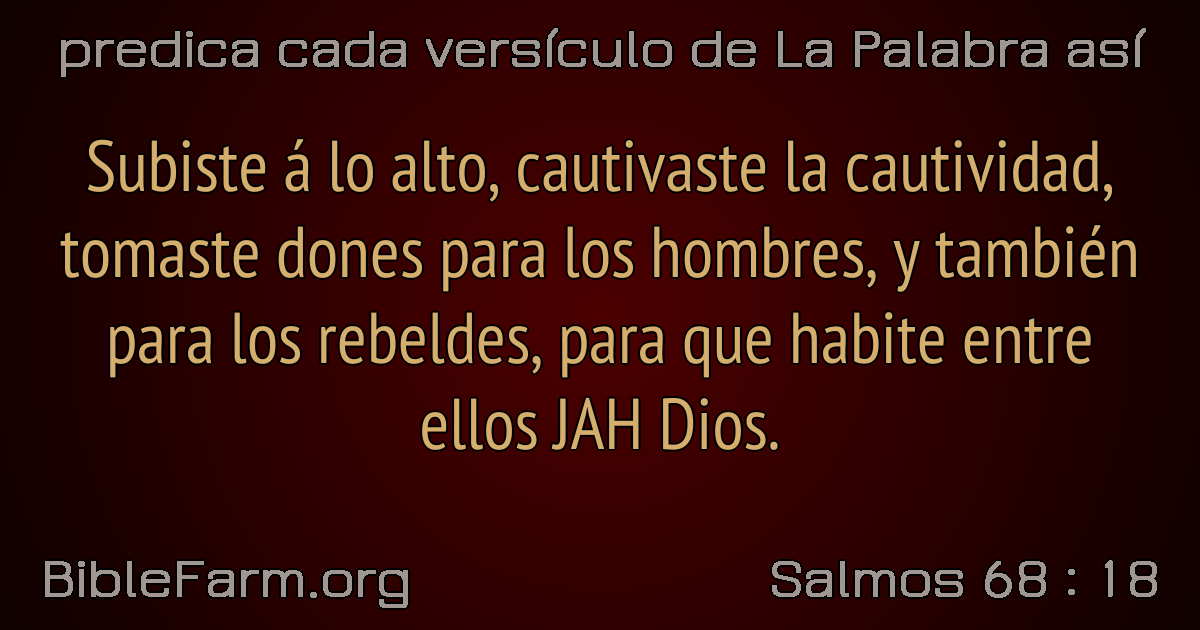 predica cada versículo de La Palabra así
Subiste á lo alto, cautivaste la cautividad,
tomaste dones para los hombres, y también
para los rebeldes, para que habite entre
ellos JAH Dios.
BibleFarm.org
Salmos 68 : 18